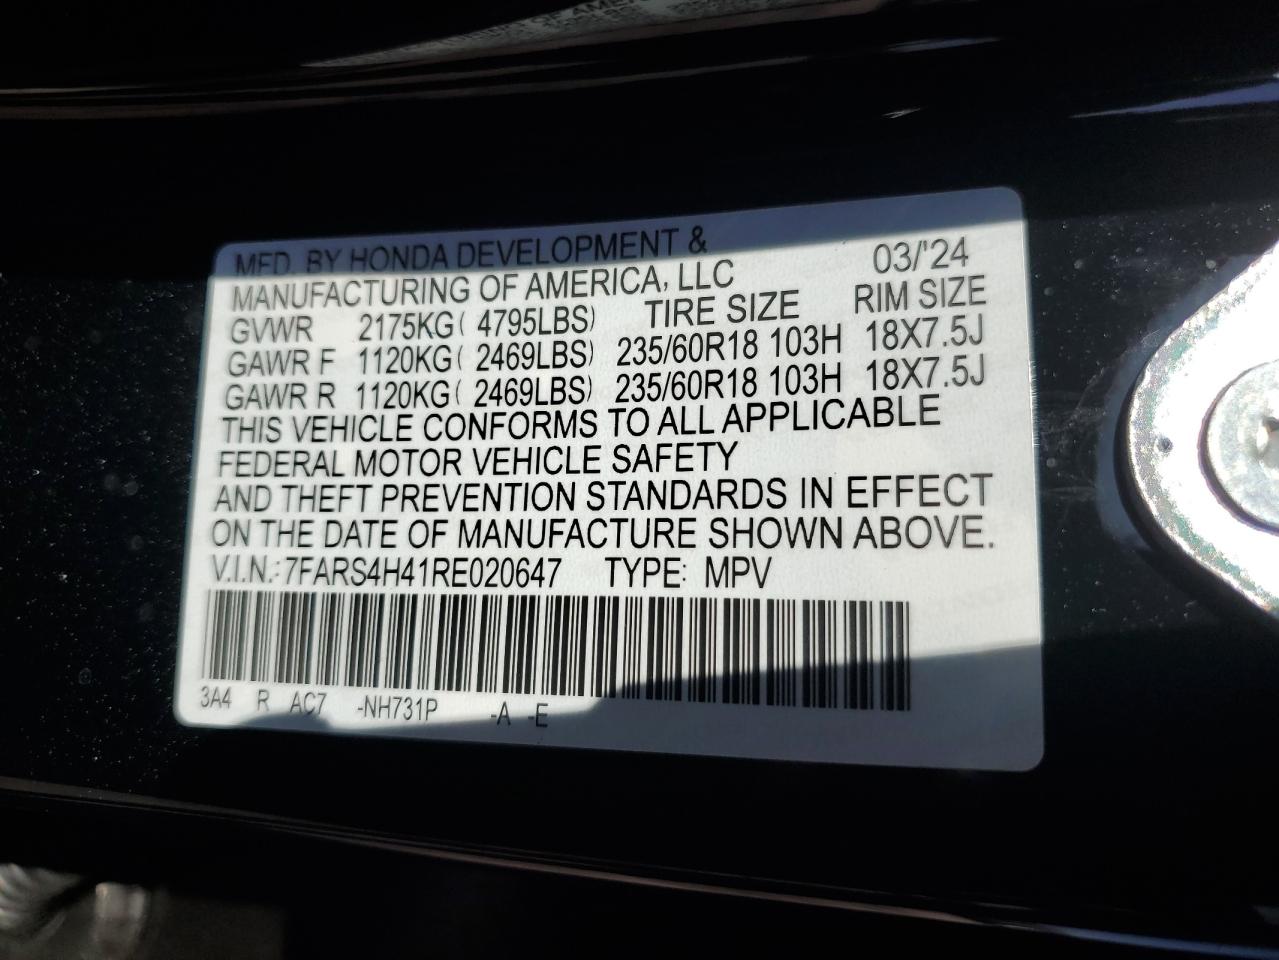 MFD. BY HONDA DEVELOPMENT &
MANUFACTURING OF AMERICA, LLC 03/'24
GVWR 2175KG( 4795LBS) TIRE SIZE RIM SIZE
GAWR F 1120KG( 2469LBS) 235/60R18 103H 18X7.5J
GAWR R 1120KG( 2469LBS) 235/60R18 103H 18X7.5J
THIS VEHICLE CONFORMS TO ALL APPLICABLE
FEDERAL MOTOR VEHICLE SAFETY
AND THEFT PREVENTION STANDARDS IN EFFECT
ON THE DATE OF MANUFACTURE SHOWN ABOVE.
V.I.N.:7FARS4H41RE020647 TYPE: MPV
3A4 R AC7 -NH731P -A -E